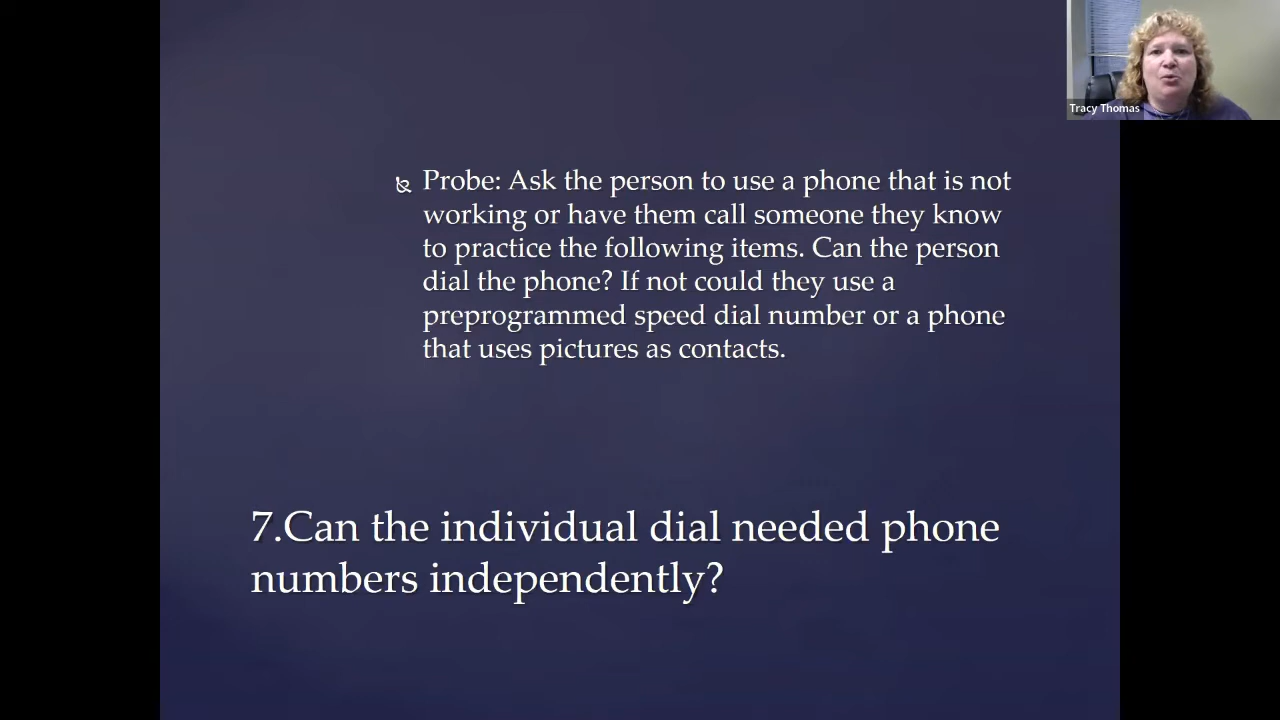 Tracy Thomas
Probe: Ask the person to use a phone that is not
working or have them call someone they know
to practice the following items. Can the person
dial the phone? If not could they use a
preprogrammed speed dial number or a phone
that uses pictures as contacts.
7.Can the individual dial needed phone
numbers independently?